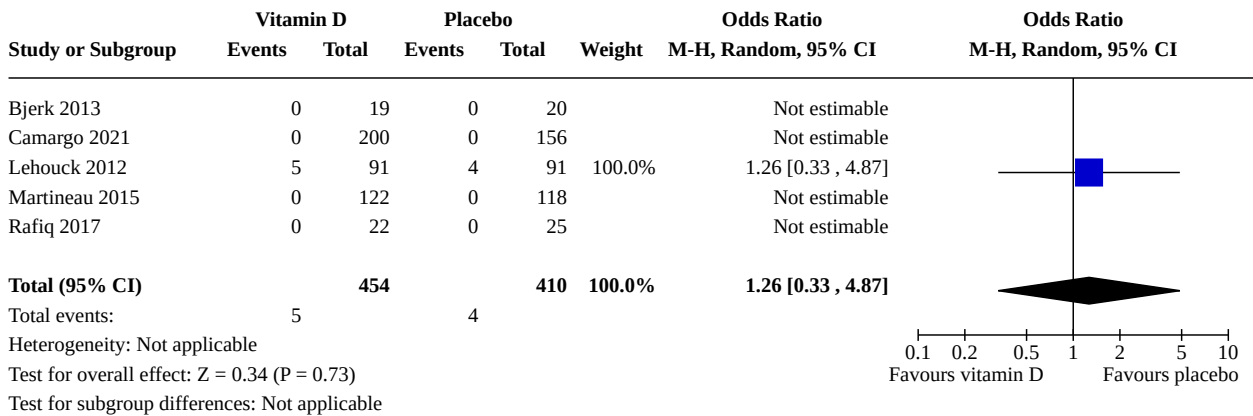 Vitamin D Placebo Odds Ratio Odds Ratio
Study or Subgroup Events Total Events Total Weight M-H, Random, 95% CI M-H, Random, 95% CI
Bjerk 2013 0 19 0 20 Not estimable
Camargo 2021 0 200 0 156 Not estimable
Lehouck 2012 5 91 4 91 100.0% 1.26 [0.33 , 4.87]
Martineau 2015 0 122 0 118 Not estimable
Rafiq 2017 0 22 0 25 Not estimable
Total (95% CI) 454 410 100.0% 1.26 [0.33 , 4.87]
Total events: 5 4
Heterogeneity: Not applicable
Test for overall effect: Z = 0.34 (P = 0.73)
Test for subgroup differences: Not applicable
0.1 0.2 0.5 1 2 5 10
Favours vitamin D Favours placebo